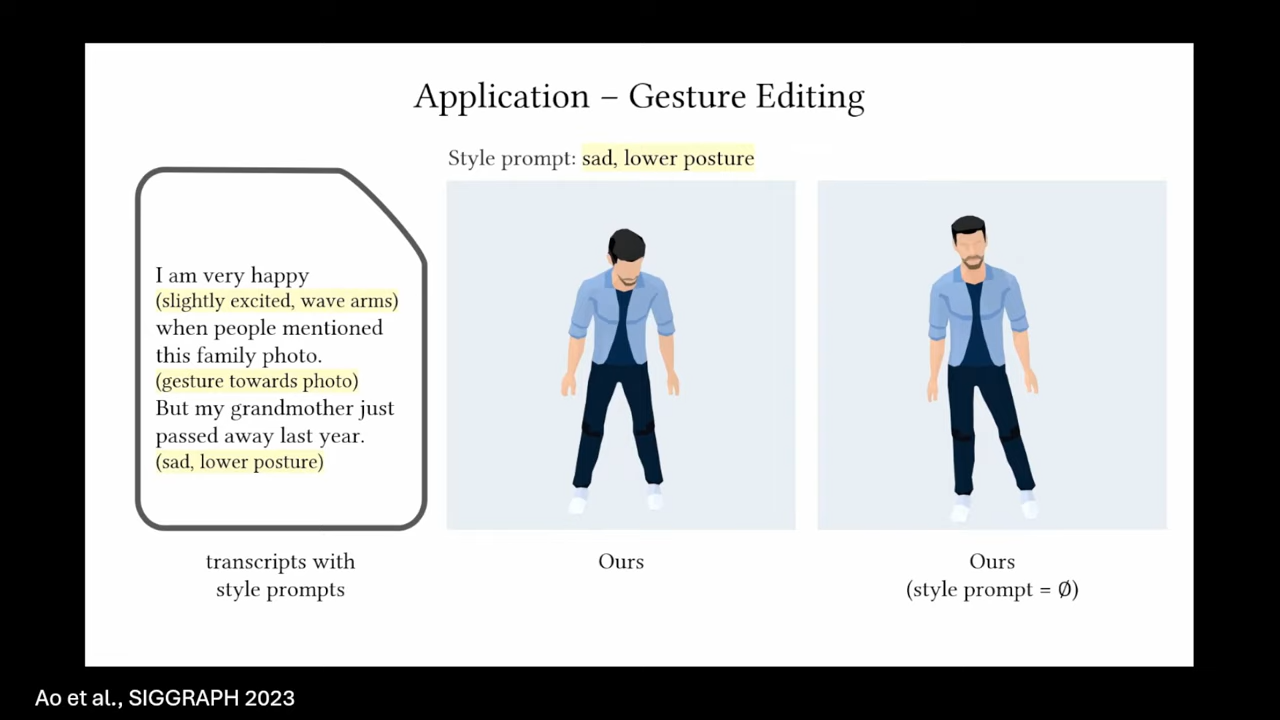 Application – Gesture Editing
Style prompt: sad, lower posture
I am very happy
(slightly excited, wave arms)
when people mentioned
this family photo.
(gesture towards photo)
But my grandmother just
passed away last year.
(sad, lower posture)
transcripts with
style prompts
Ours
Ours
(style prompt = Ø)
Ao et al., SIGGRAPH 2023